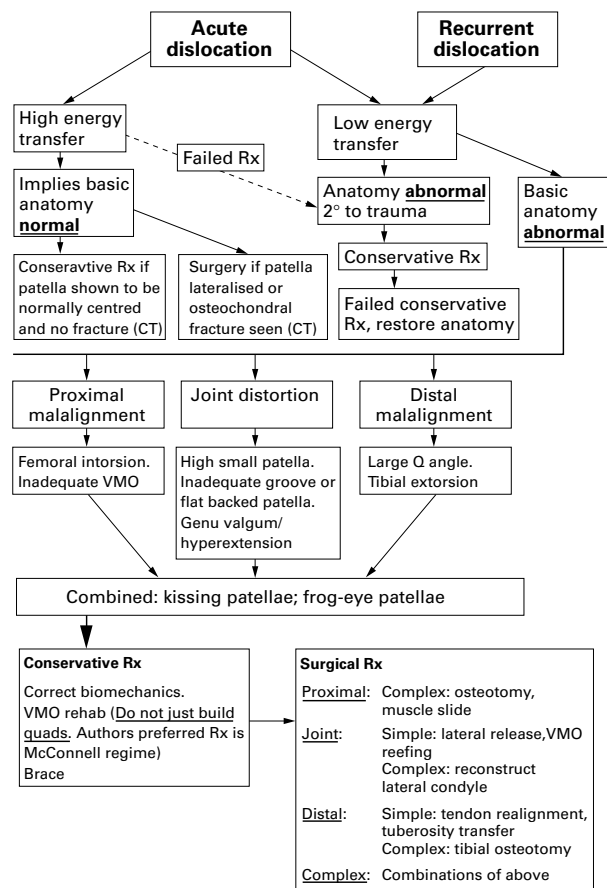 Acute
dislocation
Recurrent
dislocation
High energy
transfer
Failed Rx
Low energy
transfer
Implies basic
anatomy
normal
Anatomy abnormal
2° to trauma
Basic
anatomy
abnormal
Conseravtive Rx if
patella shown to be
normally centred
and no fracture (CT)
Surgery if patella
lateralised or
osteochondral
fracture seen (CT)
Conservative Rx
Failed conservative
Rx, restore anatomy
Proximal
malalignment
Joint distortion
Distal
malalignment
Femoral intorsion.
Inadequate VMO
High small patella.
Inadequate groove or
flat backed patella.
Genu valgum/
hyperextension
Large Q angle.
Tibial extorsion
Combined: kissing patellae; frog-eye patellae
Conservative Rx
Correct biomechanics.
VMO rehab (Do not just build
quads. Authors preferred Rx is
McConnell regime)
Brace
Surgical Rx
Proximal: Complex: osteotomy,
muscle slide
Joint: Simple: lateral release,VMO
reefing
Complex: reconstruct
lateral condyle
Distal: Simple: tendon realignment,
tuberosity transfer
Complex: tibial osteotomy
Complex: Combinations of above